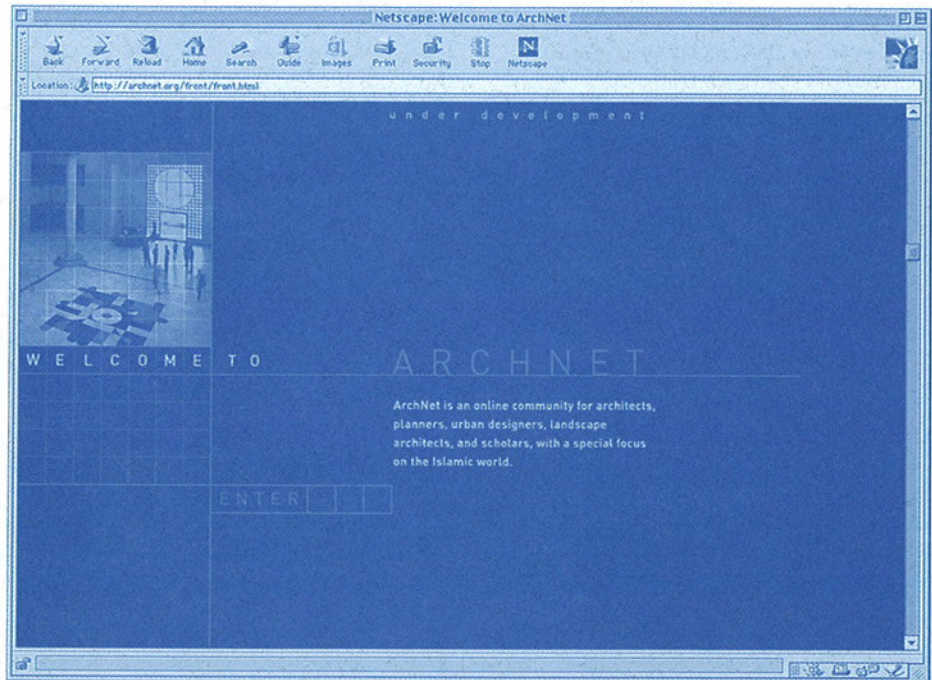 Netscape: Welcome to ArchNet
Back Forward Reload Home Search Guide Images Print Security Stop Netscape
N
Location: http://archnet.org/front/front.html
under development
WELCOME TO
ARCHNET
ArchNet is an online community for architects,
planners, urban designers, landscape
architects, and scholars, with a special focus
on the Islamic world.
ENTER